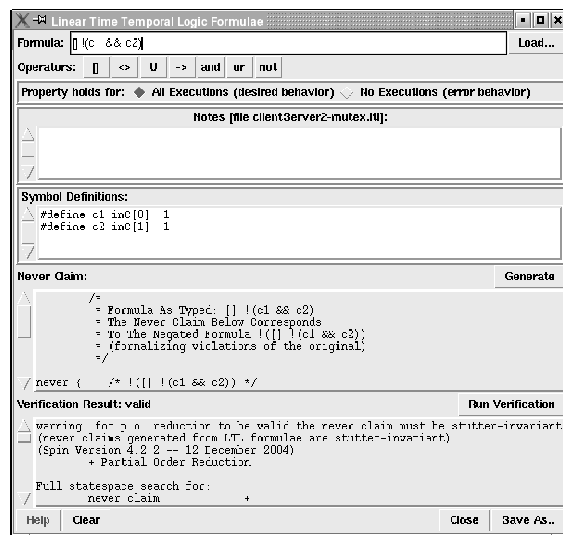 Linear Time Temporal Logic Formulae
Formula: [] !(c1 && c2)
Load...
Operators: [] <> U -> and or not
Property holds for: All Executions (desired behavior) No Executions (error behavior)
Notes [file clientServer2-mutex.ltl]:
Symbol Definitions:
#define c1 inC[0] 1
#define c2 inC[1] 1
Never Claim:
Generate
/*
* Formula As Typed: [] !(c1 && c2)
* The Never Claim Below Corresponds
* To The Negated Formula !([] !(c1 && c2))
* (formalizing violations of the original)
*/
never { /* !([] !(c1 && c2)) */
Verification Result: valid
Run Verification
warning for p.o. reduction to be valid the never claim must be stutter-invariant
(never claims generated from LTL formulae are stutter-invariant)
(Spin Version 4.2.2 -- 12 December 2004)
+ Partial Order Reduction
Full statespace search for:
never claim +
Help Clear Close Save As..